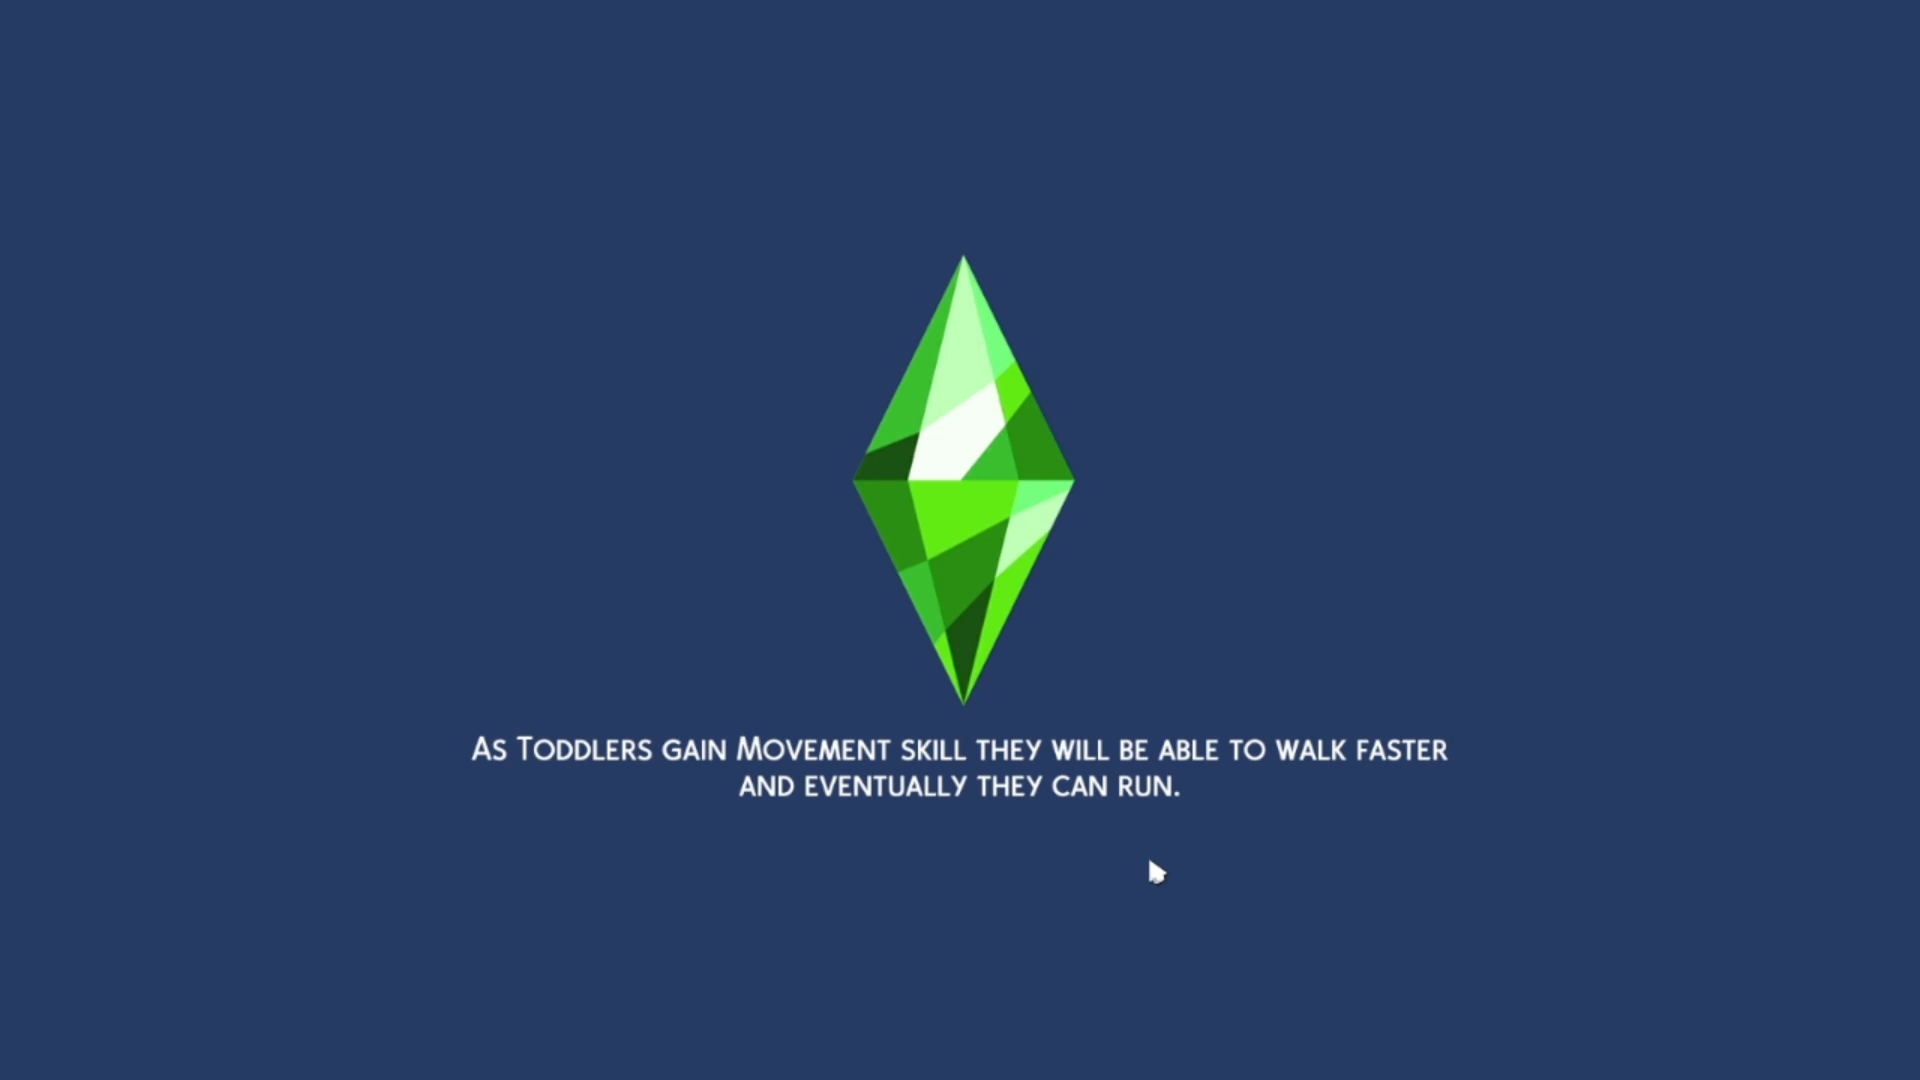 As Toddlers gain Movement skill they will be able to walk faster
and eventually they can run.